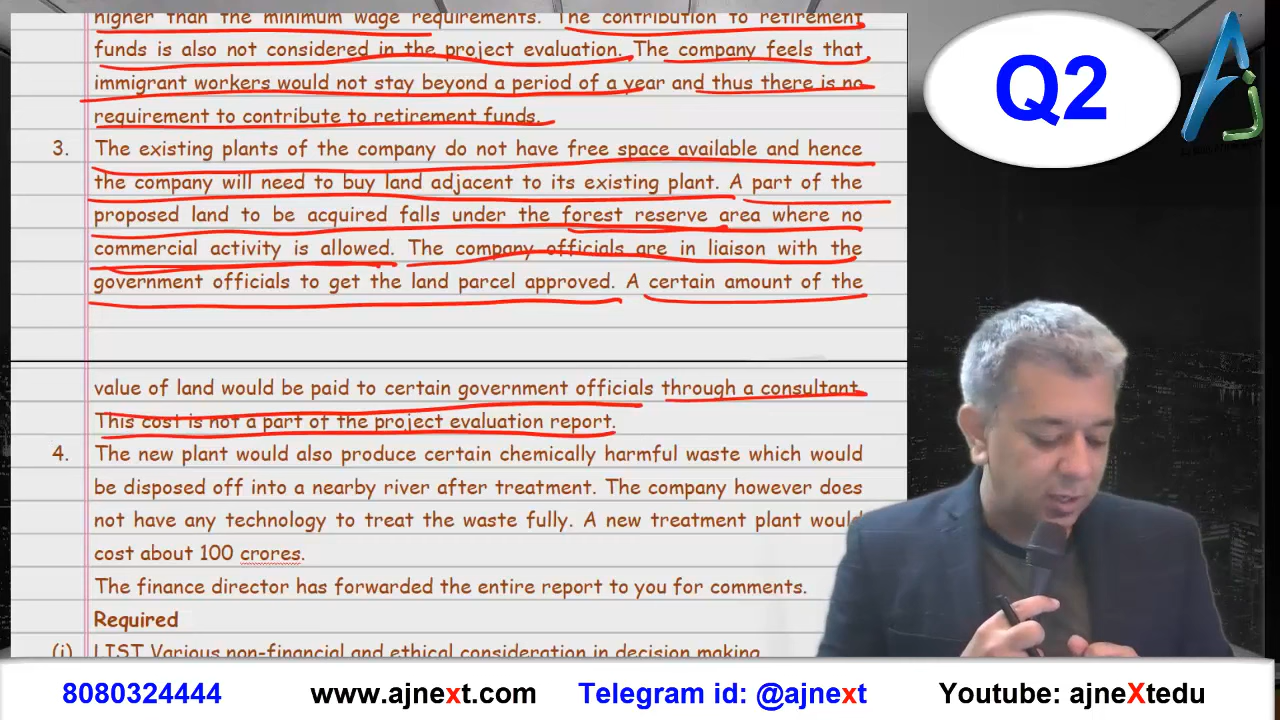 higher than the minimum wage requirements. The contribution to retirement
funds is also not considered in the project evaluation. The company feels that
immigrant workers would not stay beyond a period of a year and thus there is no
requirement to contribute to retirement funds.
3. The existing plants of the company do not have free space available and hence
the company will need to buy land adjacent to its existing plant. A part of the
proposed land to be acquired falls under the forest reserve area where no
commercial activity is allowed. The company officials are in liaison with the
government officials to get the land parcel approved. A certain amount of the
value of land would be paid to certain government officials through a consultant.
This cost is not a part of the project evaluation report.
4. The new plant would also produce certain chemically harmful waste which would
be disposed off into a nearby river after treatment. The company however does
not have any technology to treat the waste fully. A new treatment plant would
cost about 100 crores.
The finance director has forwarded the entire report to you for comments.
Required
(i) LIST Various non-financial and ethical consideration in decision making
Q2
8080324444
www.ajnext.com
Telegram id: @ajnext
Youtube: ajneXtedu